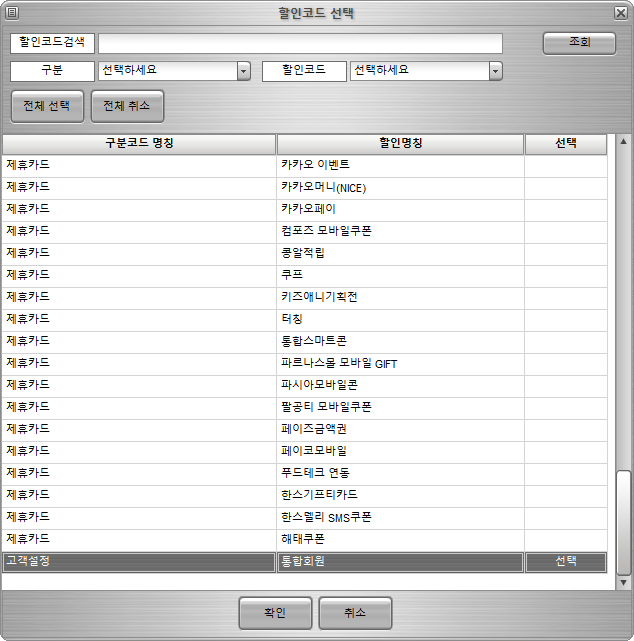 할인코드 선택
할인코드검색 조회
구분 선택하세요 할인코드 선택하세요
전체 선택 전체 취소
구분코드 명칭 할인명칭 선택
제휴카드 카카오 이벤트
제휴카드 카카오머니(NICE)
제휴카드 카카오페이
제휴카드 컴포즈 모바일쿠폰
제휴카드 콩알적립
제휴카드 쿠프
제휴카드 키즈애니기획전
제휴카드 터칭
제휴카드 통합스마트콘
제휴카드 파르나스몰 모바일 GIFT
제휴카드 파시아모바일콘
제휴카드 팔공티 모바일쿠폰
제휴카드 페이즈금액권
제휴카드 페이코모바일
제휴카드 푸드테크 연동
제휴카드 한스기프티카드
제휴카드 한스델리 SMS쿠폰
제휴카드 해태쿠폰
고객설정 통합회원 선택
확인 취소